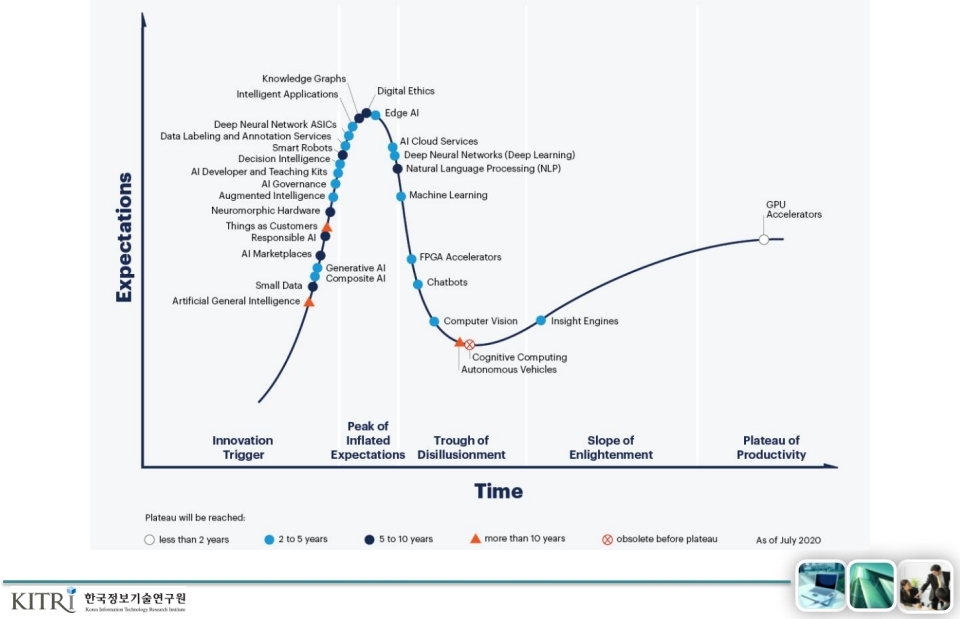 Knowledge Graphs
Digital Ethics
Intelligent Applications
Edge AI
Deep Neural Network ASICs
Data Labeling and Annotation Services
AI Cloud Services
Smart Robots
Deep Neural Networks (Deep Learning)
Decision Intelligence
Natural Language Processing (NLP)
AI Developer and Teaching Kits
AI Governance
Augmented Intelligence
Machine Learning
Neuromorphic Hardware
GPU
Accelerators
Things as Customers
Responsible AI
AI Marketplaces
FPGA Accelerators
Generative AI
Composite AI
Small Data
Chatbots
Artificial General Intelligence
Computer Vision
Insight Engines
Cognitive Computing
Autonomous Vehicles
Expectations
Innovation
Trigger
Peak of
Inflated
Expectations
Trough of
Disillusionment
Slope of
Enlightenment
Plateau of
Productivity
Time
Plateau will be reached:
less than 2 years
2 to 5 years
5 to 10 years
more than 10 years
obsolete before plateau
As of July 2020
KITRI 한국정보기술연구원
Korea Information Technology Research Institute